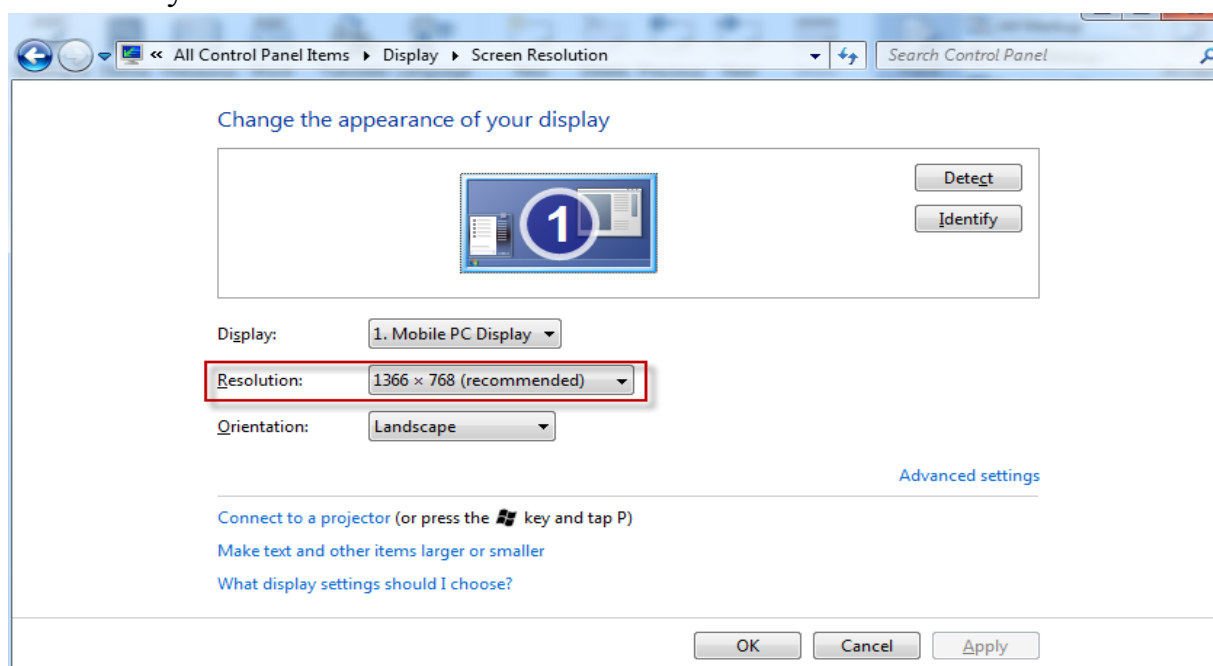 « All Control Panel Items ▸ Display ▸ Screen Resolution
Search Control Panel
Change the appearance of your display
1
Detect
Identify
Display: 1. Mobile PC Display
Resolution: 1366 × 768 (recommended)
Orientation: Landscape
Advanced settings
Connect to a projector (or press the key and tap P)
Make text and other items larger or smaller
What display settings should I choose?
OK Cancel Apply